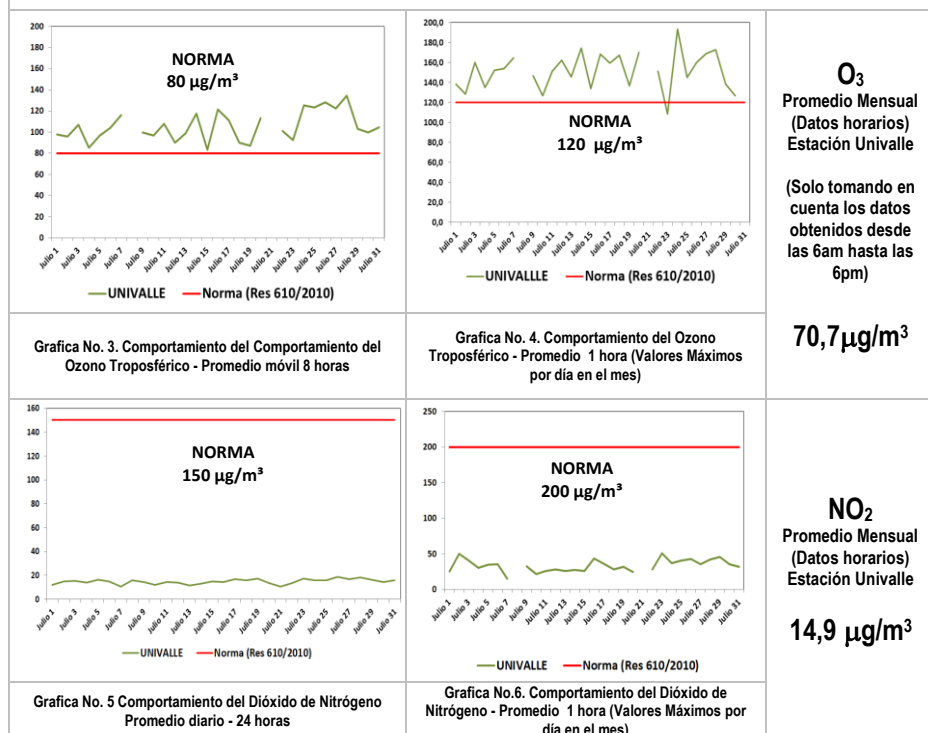 200
180
160
140
120
100
80
60
40
20
0
NORMA
80 µg/m³
Julio 1
Julio 3
Julio 5
Julio 7
Julio 9
Julio 11
Julio 13
Julio 15
Julio 17
Julio 19
Julio 21
Julio 23
Julio 25
Julio 27
Julio 29
Julio 31
UNIVALLE
Norma (Res 610/2010)
200,0
180,0
160,0
140,0
120,0
100,0
80,0
60,0
40,0
20,0
0,0
NORMA
120 µg/m³
Julio 1
Julio 3
Julio 5
Julio 7
Julio 9
Julio 11
Julio 13
Julio 15
Julio 17
Julio 19
Julio 21
Julio 23
Julio 25
Julio 27
Julio 29
Julio 31
UNIVALLE
Norma (Res 610/2010)
O3
Promedio Mensual
(Datos horarios)
Estación Univalle
(Solo tomando en
cuenta los datos
obtenidos desde
las 6am hasta las
6pm)
70,7µg/m3
Grafica No. 3. Comportamiento del Comportamiento del
Ozono Troposférico - Promedio móvil 8 horas
Grafica No. 4. Comportamiento del Ozono
Troposférico - Promedio 1 hora (Valores Máximos
por día en el mes)
160
140
120
100
80
60
40
20
0
NORMA
150 µg/m³
Julio 1
Julio 3
Julio 5
Julio 7
Julio 9
Julio 11
Julio 13
Julio 15
Julio 17
Julio 19
Julio 21
Julio 23
Julio 25
Julio 27
Julio 29
Julio 31
UNIVALLE
Norma (Res 610/2010)
250
200
150
100
50
0
NORMA
200 µg/m³
Julio 1
Julio 3
Julio 5
Julio 7
Julio 9
Julio 11
Julio 13
Julio 15
Julio 17
Julio 19
Julio 21
Julio 23
Julio 25
Julio 27
Julio 29
Julio 31
UNIVALLE
Norma (Res 610/2010)
NO2
Promedio Mensual
(Datos horarios)
Estación Univalle
14,9 µg/m3
Grafica No. 5 Comportamiento del Dióxido de Nitrógeno
Promedio diario - 24 horas
Grafica No.6. Comportamiento del Dióxido de
Nitrógeno - Promedio 1 hora (Valores Máximos por
día en el mes)